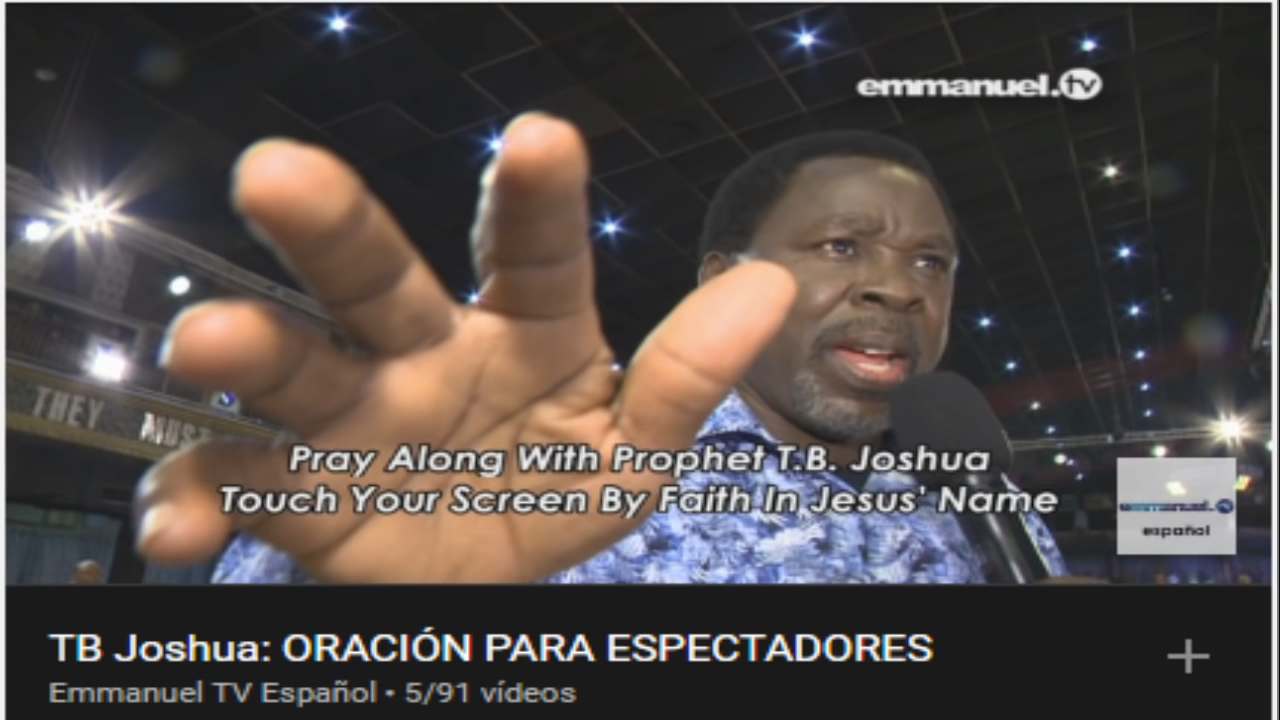 emmanuel.tv
THEY MUST
Pray Along With Prophet T.B. Joshua
Touch Your Screen By Faith In Jesus' Name
emmanuel.tv
español
TB Joshua: ORACIÓN PARA ESPECTADORES
Emmanuel TV Español • 5/91 vídeos